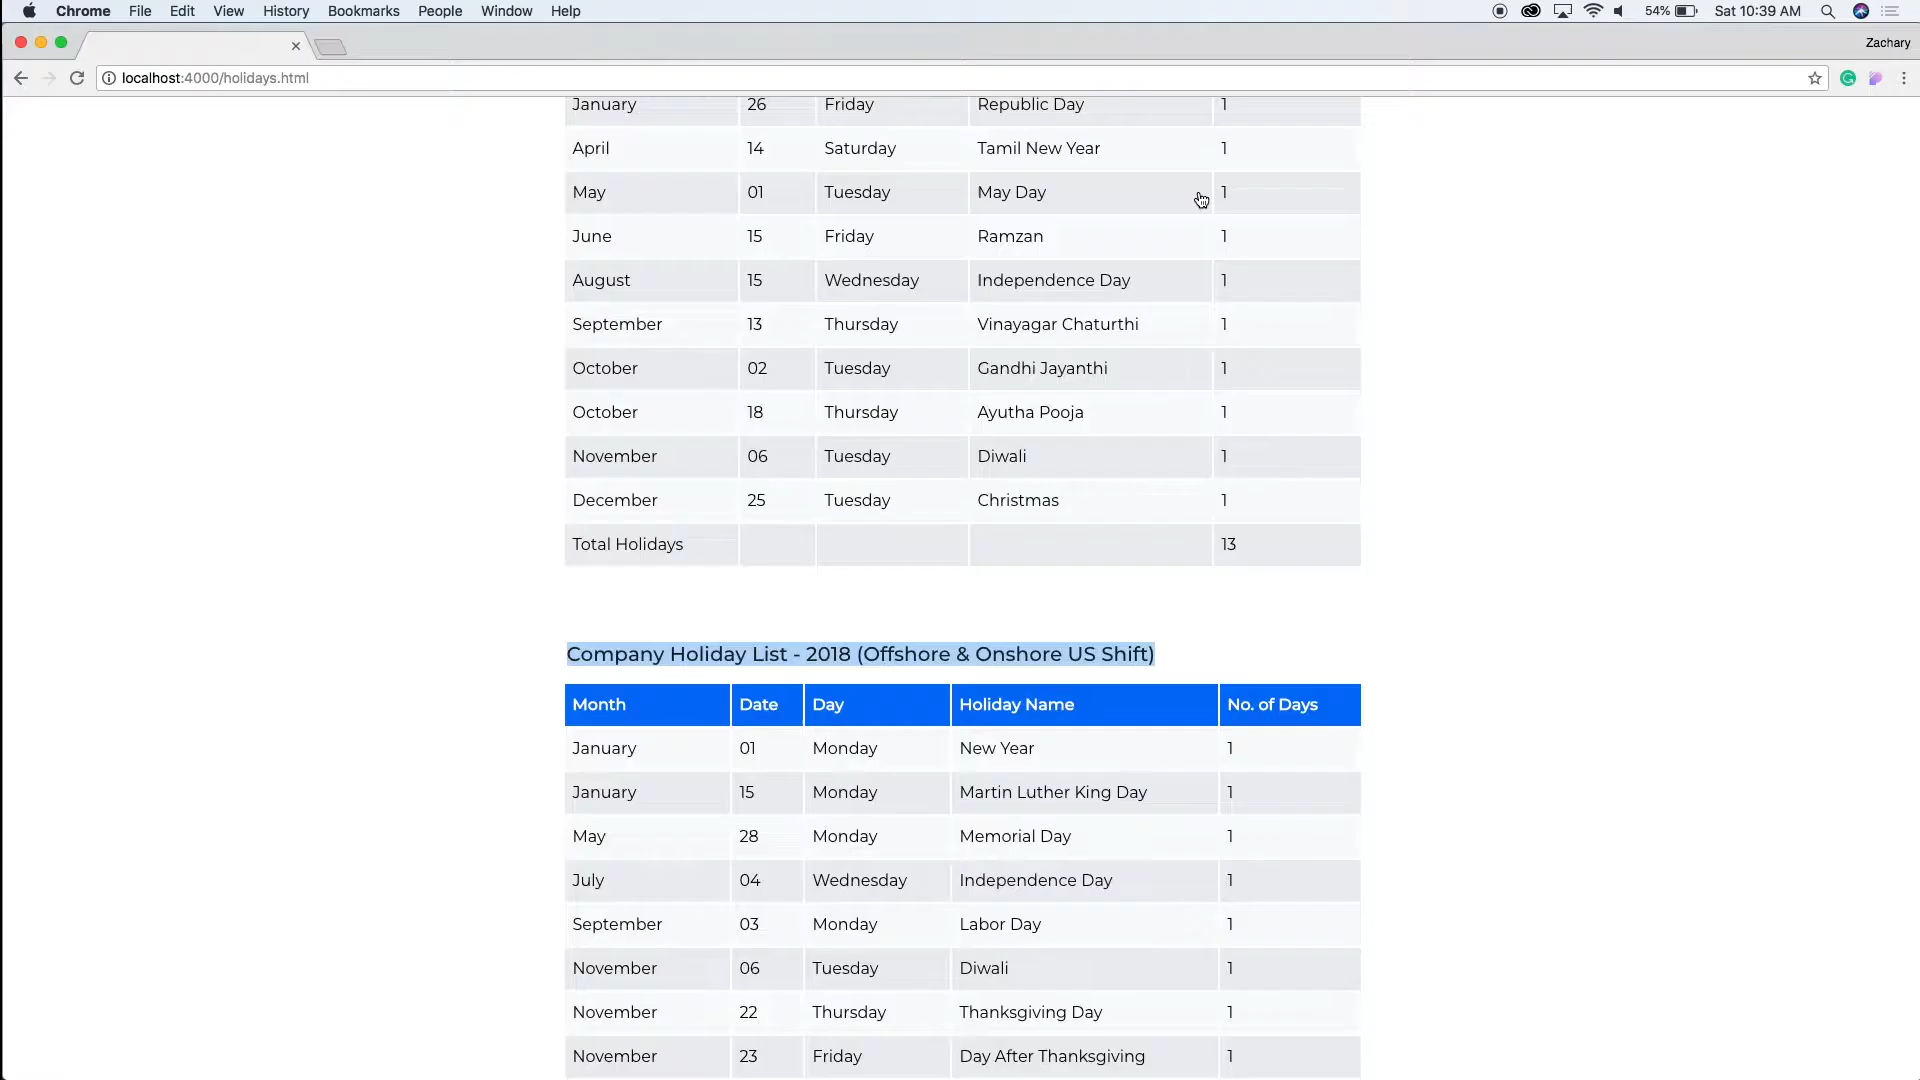 Chrome File Edit View History Bookmarks People Window Help 54% Sat 10:39 AM
Zachary
localhost:4000/holidays.html
January 26 Friday Republic Day 1
April 14 Saturday Tamil New Year 1
May 01 Tuesday May Day 1
June 15 Friday Ramzan 1
August 15 Wednesday Independence Day 1
September 13 Thursday Vinayagar Chaturthi 1
October 02 Tuesday Gandhi Jayanthi 1
October 18 Thursday Ayutha Pooja 1
November 06 Tuesday Diwali 1
December 25 Tuesday Christmas 1
Total Holidays 13
Company Holiday List - 2018 (Offshore & Onshore US Shift)
Month Date Day Holiday Name No. of Days
January 01 Monday New Year 1
January 15 Monday Martin Luther King Day 1
May 28 Monday Memorial Day 1
July 04 Wednesday Independence Day 1
September 03 Monday Labor Day 1
November 06 Tuesday Diwali 1
November 22 Thursday Thanksgiving Day 1
November 23 Friday Day After Thanksgiving 1